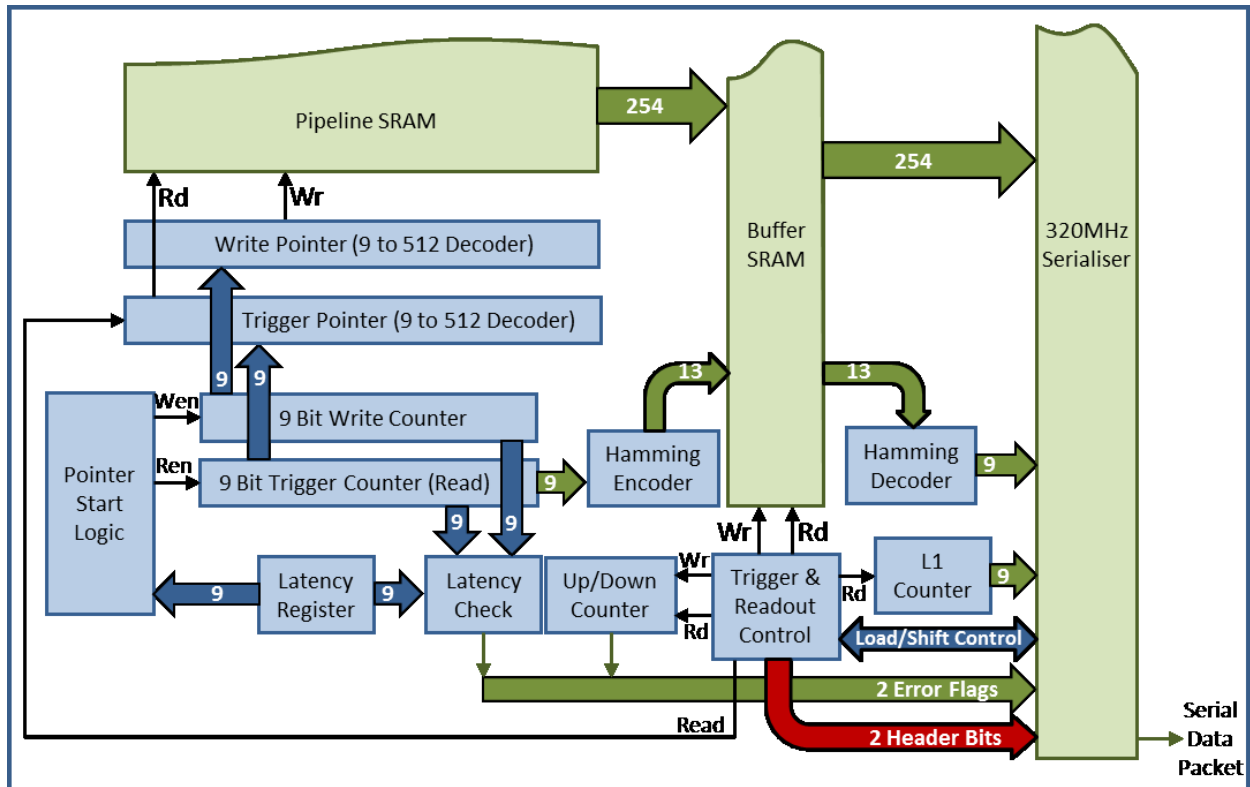 254
Pipeline SRAM
254
Rd
Wr
Write Pointer (9 to 512 Decoder)
Buffer
SRAM
320MHz
Serialiser
Trigger Pointer (9 to 512 Decoder)
9
9
13
13
Wen
9 Bit Write Counter
Hamming
Encoder
Hamming
Decoder
9
Pointer
Start
Logic
Ren
9 Bit Trigger Counter (Read)
9
9
9
Wr
Rd
9
Latency
Register
9
Latency
Check
Up/Down
Counter
Wr
Rd
Trigger &
Readout
Control
Rd
L1
Counter
9
Load/Shift Control
2 Error Flags
Read
2 Header Bits
Serial
Data
Packet